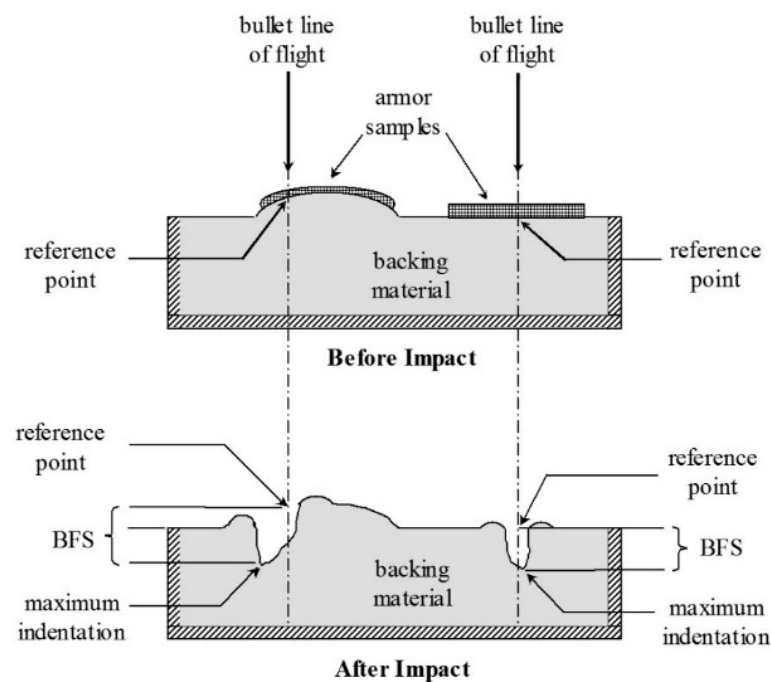 bullet line
of flight
bullet line
of flight
armor
samples
reference
point
backing
material
reference
point
Before Impact
reference
point
reference
point
BFS
BFS
backing
material
maximum
indentation
maximum
indentation
After Impact